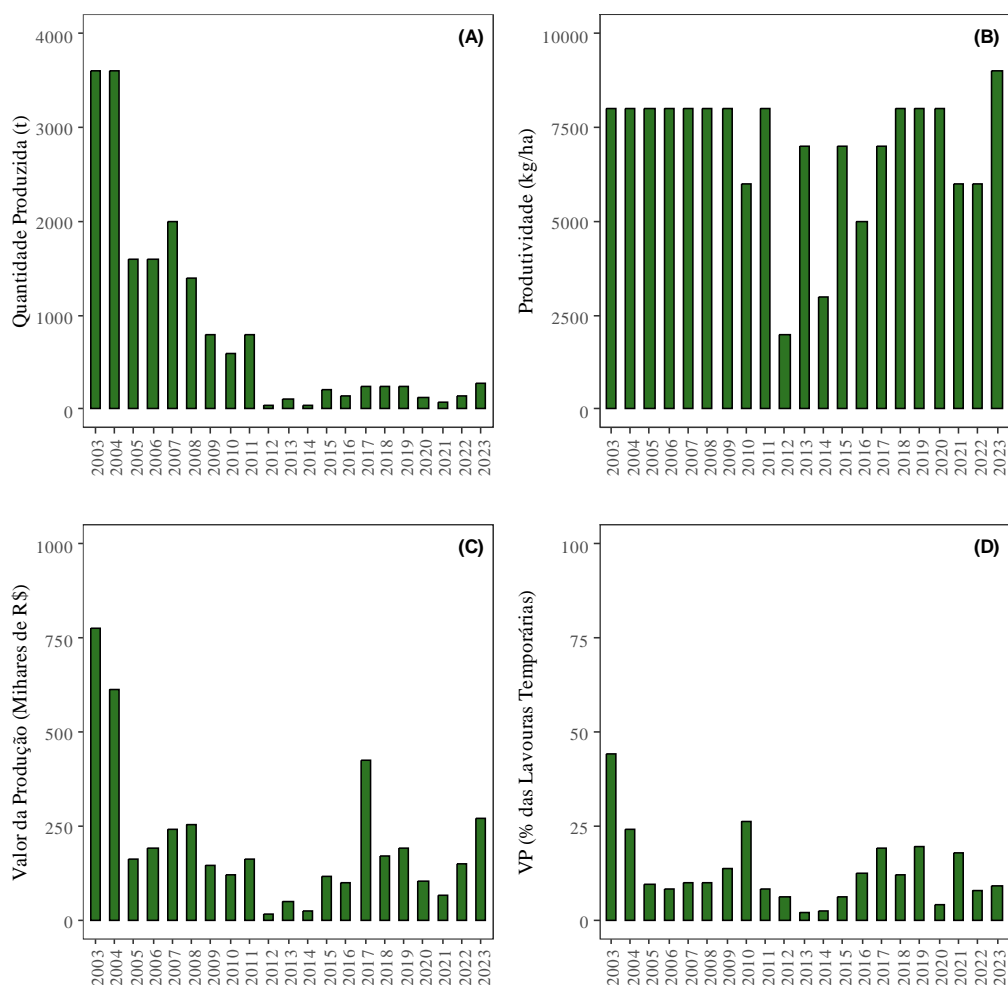 (A)
Quantidade Produzida (t)
4000
3000
2000
1000
0
2003 2004 2005 2006 2007 2008 2009 2010 2011 2012 2013 2014 2015 2016 2017 2018 2019 2020 2021 2022 2023
(B)
Produtividade (kg/ha)
10000
7500
5000
2500
0
2003 2004 2005 2006 2007 2008 2009 2010 2011 2012 2013 2014 2015 2016 2017 2018 2019 2020 2021 2022 2023
(C)
Valor da Produção (Mihares de R$)
1000
750
500
250
0
2003 2004 2005 2006 2007 2008 2009 2010 2011 2012 2013 2014 2015 2016 2017 2018 2019 2020 2021 2022 2023
(D)
VP (% das Lavouras Temporárias)
100
75
50
25
0
2003 2004 2005 2006 2007 2008 2009 2010 2011 2012 2013 2014 2015 2016 2017 2018 2019 2020 2021 2022 2023